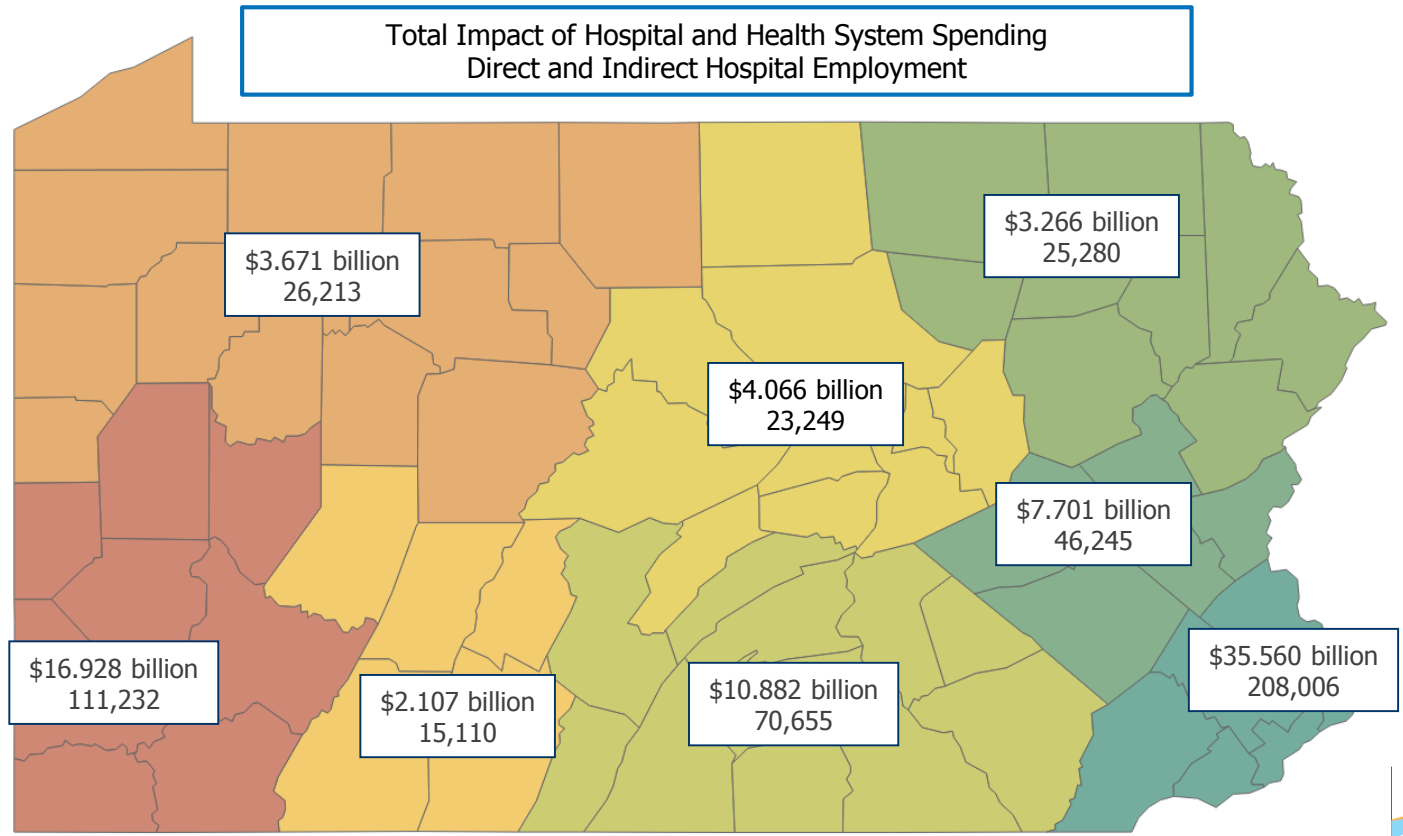 Total Impact of Hospital and Health System Spending
Direct and Indirect Hospital Employment
$3.671 billion
26,213
$3.266 billion
25,280
$4.066 billion
23,249
$7.701 billion
46,245
$16.928 billion
111,232
$2.107 billion
15,110
$10.882 billion
70,655
$35.560 billion
208,006